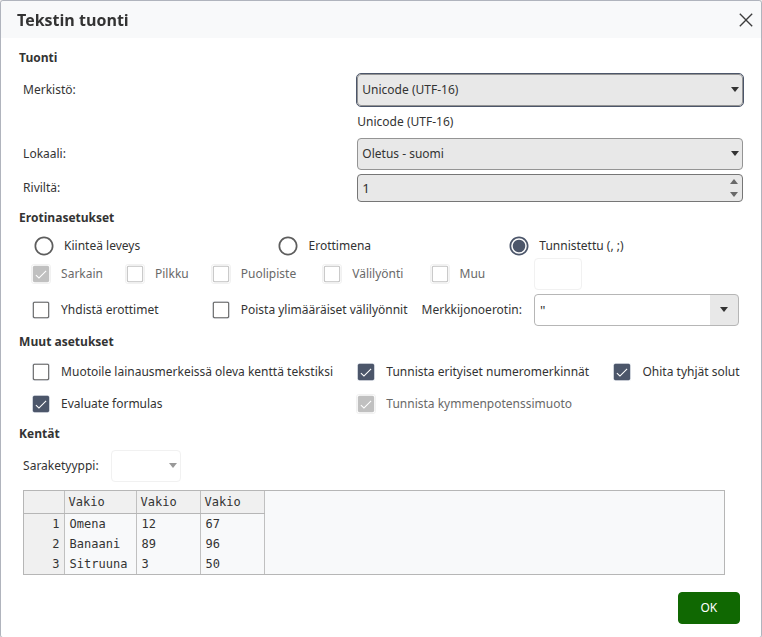 Tekstin tuonti
Tuonti
Merkistö: Unicode (UTF-16)
Unicode (UTF-16)
Lokaali: Oletus - suomi
Riviltä: 1
Erotinasetukset
Kiinteä leveys Erottimena Tunnistettu (, ;)
Sarkain Pilkku Puolipiste Välilyönti Muu
Yhdistä erottimet Poista ylimääräiset välilyönnit Merkkijonoerotin: "
Muut asetukset
Muotoile lainausmerkeissä oleva kenttä tekstiksi Tunnista erityiset numeromerkinnät Ohita tyhjät solut
Evaluate formulas Tunnista kymmenpotenssimuoto
Kentät
Saraketyyppi:
Vakio Vakio Vakio
1 Omena 12 67
2 Banaani 89 96
3 Sitruuna 3 50
OK